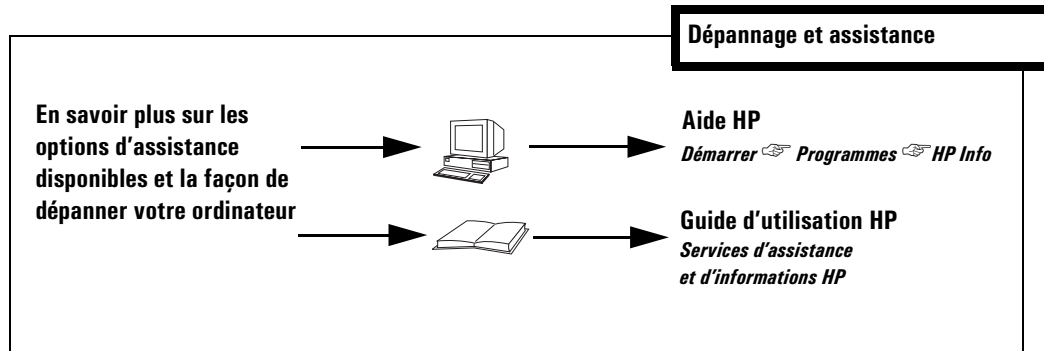 Dépannage et assistance
En savoir plus sur les
options d'assistance
disponibles et la façon de
dépanner votre ordinateur
Aide HP
Démarrer ☞ Programmes ☞ HP Info
Guide d'utilisation HP
Services d'assistance
et d'informations HP